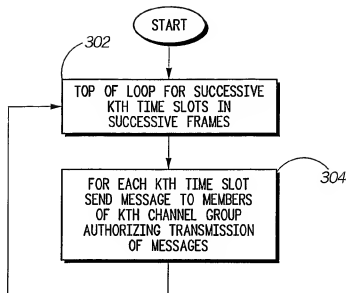 START
302
TOP OF LOOP FOR SUCCESSIVE
KTH TIME SLOTS IN
SUCCESSIVE FRAMES
304
FOR EACH KTH TIME SLOT
SEND MESSAGE TO MEMBERS
OF KTH CHANNEL GROUP
AUTHORIZING TRANSMISSION
OF MESSAGES